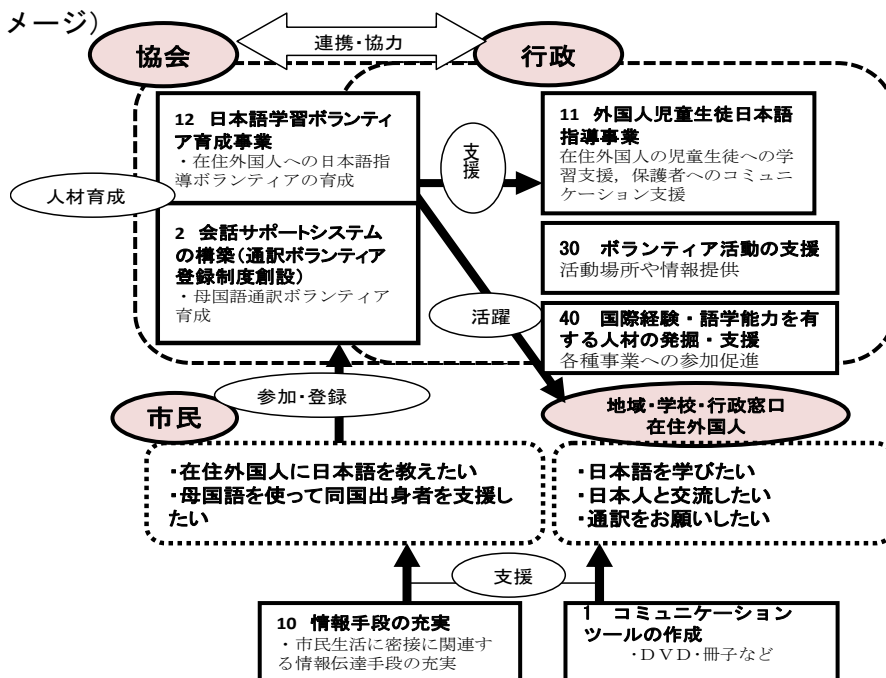 メージ)
協会
連携・協力
行政
12 日本語学習ボランティ
ア育成事業
・在住外国人への日本語指
導ボランティアの育成
人材育成
2 会話サポートシステム
の構築(通訳ボランティア
登録制度創設)
・母国語通訳ボランティア
育成
支援
11 外国人児童生徒日本語
指導事業
在住外国人の児童生徒への学
習支援,保護者へのコミュニ
ケーション支援
30 ボランティア活動の支援
活動場所や情報提供
活躍
40 国際経験・語学能力を有
する人材の発掘・支援
各種事業への参加促進
参加・登録
市民
・在住外国人に日本語を教えたい
・母国語を使って同国出身者を支援し
たい
地域・学校・行政窓口
在住外国人
・日本語を学びたい
・日本人と交流したい
・通訳をお願いしたい
支援
10 情報手段の充実
・市民生活に密接に関連す
る情報伝達手段の充実
1 コミュニケーション
ツールの作成
・DVD・冊子など